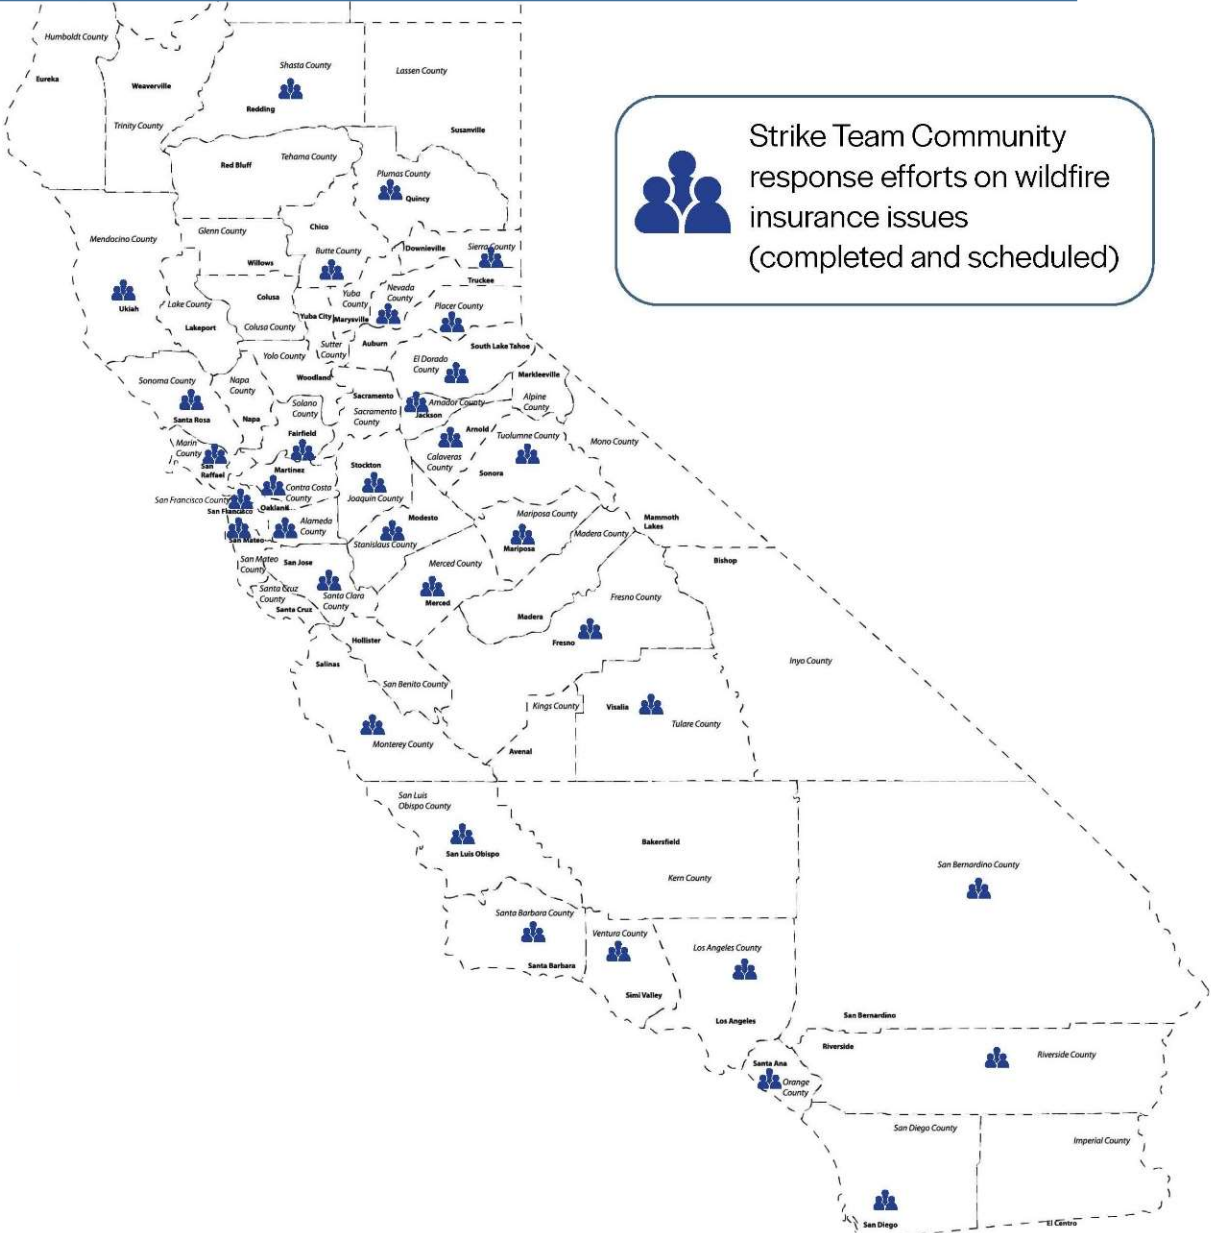 Humboldt County
Eureka
Weaverville
Trinity County
Shasta County
Redding
Lassen County
Susanville
Strike Team Community
response efforts on wildfire
insurance issues
(completed and scheduled)
Red Bluff
Tehama County
Plumas County
Quincy
Mendocino County
Ukiah
Glenn County
Willows
Chico
Butte County
Downieville
Sierra County
Truckee
Lake County
Lakeport
Colusa
Colusa County
Yuba
County
Yuba City
Marysville
Nevada
County
Placer County
Sutter
County
Auburn
South Lake Tahoe
Yolo County
Woodland
El Dorado
County
Markleeville
Sonoma County
Santa Rosa
Napa
County
Napa
Solano
County
Fairfield
Sacramento
Sacramento
County
Amador County
Jackson
Alpine
County
Marin
County
San
Raffael
Martinez
Contra Costa
County
Stockton
Joaquin County
Calaveras
County
Arnold
Tuolumne County
Sonora
Mono County
San Francisco County
San Francisco
Oakland
Alameda
County
San Mateo
San Mateo
County
Modesto
Stanislaus County
Mariposa County
Mariposa
Madera County
Mammoth
Lakes
San Jose
Santa Clara
County
Santa Cruz
County
Santa Cruz
Merced County
Merced
Bishop
Madera
Fresno County
Fresno
Hollister
Salinas
San Benito County
Inyo County
Monterey County
Kings County
Avenal
Visalia
Tulare County
San Luis
Obispo County
San Luis Obispo
Bakersfield
Kern County
San Bernardino County
Santa Barbara County
Santa Barbara
Ventura County
Simi Valley
Los Angeles County
Los Angeles
San Bernardino
Riverside
Riverside County
Santa Ana
Orange
County
San Diego County
San Diego
Imperial County
El Centro